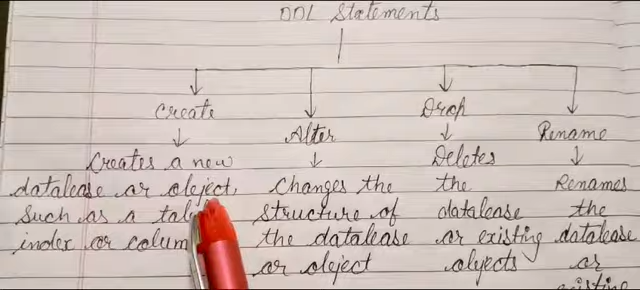 DDL Statements
Create
Alter
Drop
Rename
Creates a new
database or object,
such as a
index or
Changes the
structure of
the database
or object
Deletes
the
database
or existing
objects
Renames
the
database
or
existing